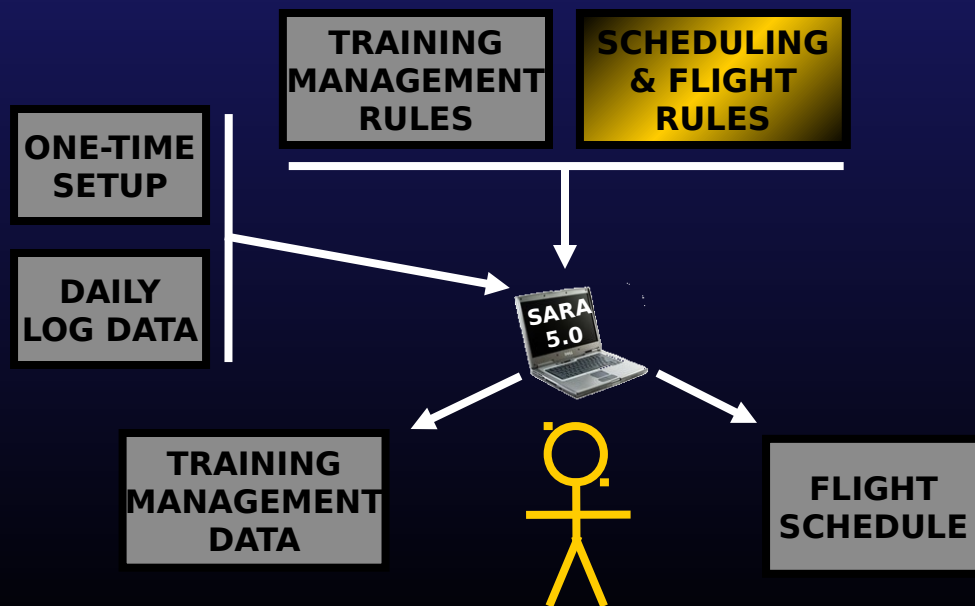 TRAINING
MANAGEMENT
RULES
SCHEDULING
& FLIGHT
RULES
ONE-TIME
SETUP
DAILY
LOG DATA
SARA
5.0
TRAINING
MANAGEMENT
DATA
FLIGHT
SCHEDULE